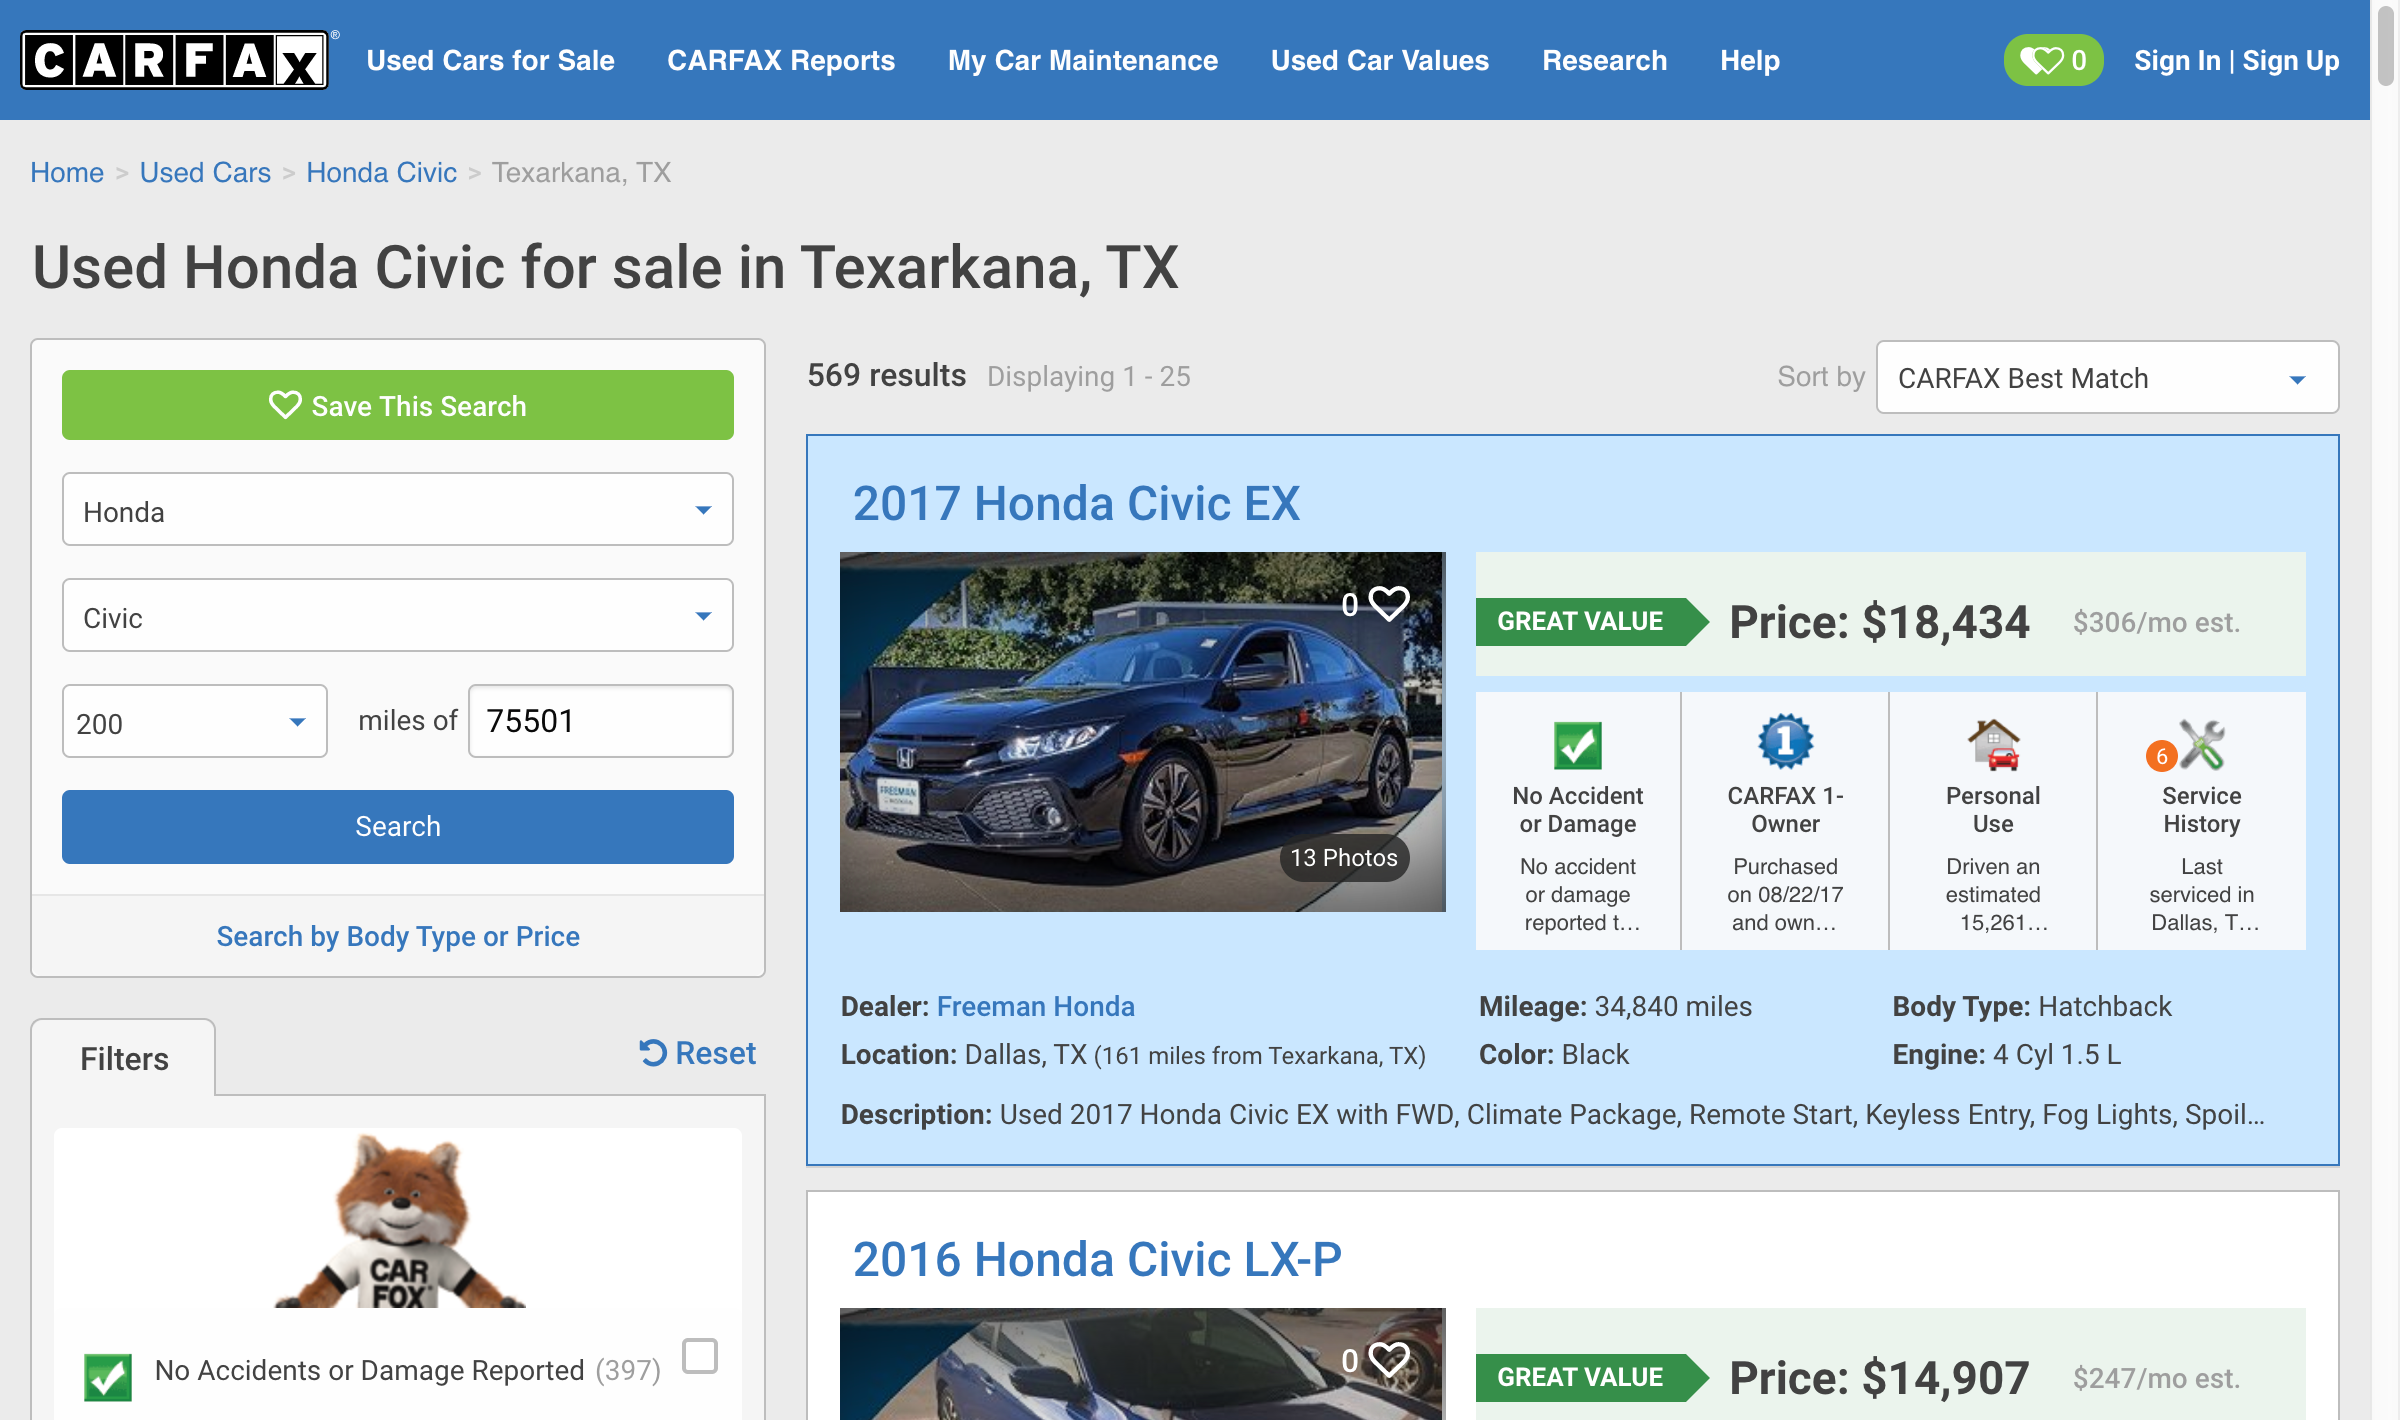 CARFAX®
Used Cars for Sale
CARFAX Reports
My Car Maintenance
Used Car Values
Research
Help
0
Sign In | Sign Up
Home > Used Cars > Honda Civic > Texarkana, TX
Used Honda Civic for sale in Texarkana, TX
Save This Search
Honda
Civic
200 miles of 75501
Search
Search by Body Type or Price
Filters
Reset
CAR
FOX
No Accidents or Damage Reported (397)
569 results Displaying 1 - 25
Sort by CARFAX Best Match
2017 Honda Civic EX
0
FREEMAN
13 Photos
GREAT VALUE Price: $18,434 $306/mo est.
No Accident
or Damage
No accident
or damage
reported t...
1
CARFAX 1-
Owner
Purchased
on 08/22/17
and own...
Personal
Use
Driven an
estimated
15,261...
6
Service
History
Last
serviced in
Dallas, T...
Dealer: Freeman Honda
Mileage: 34,840 miles
Body Type: Hatchback
Location: Dallas, TX (161 miles from Texarkana, TX)
Color: Black
Engine: 4 Cyl 1.5 L
Description: Used 2017 Honda Civic EX with FWD, Climate Package, Remote Start, Keyless Entry, Fog Lights, Spoil...
2016 Honda Civic LX-P
0
GREAT VALUE Price: $14,907 $247/mo est.